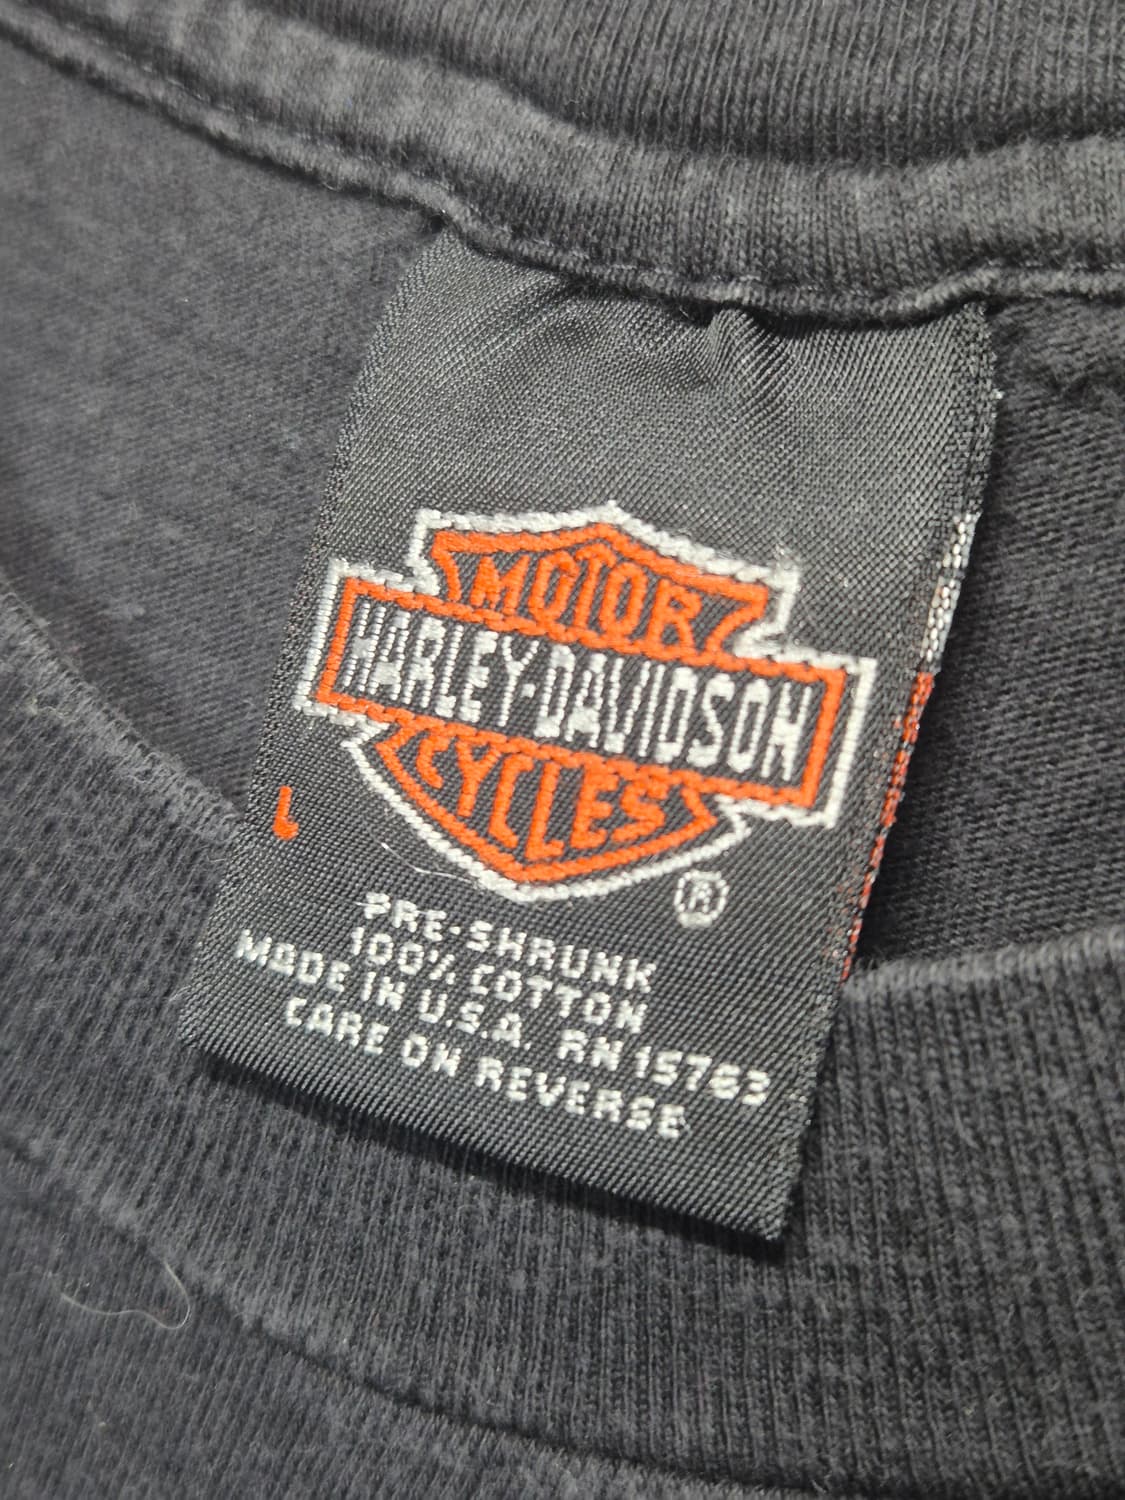 MOTOR
HARLEY-DAVIDSON
CYCLES
®
L
PRE-SHRUNK
100% COTTON
MADE IN U.S.A. RN 15763
CARE ON REVERSE